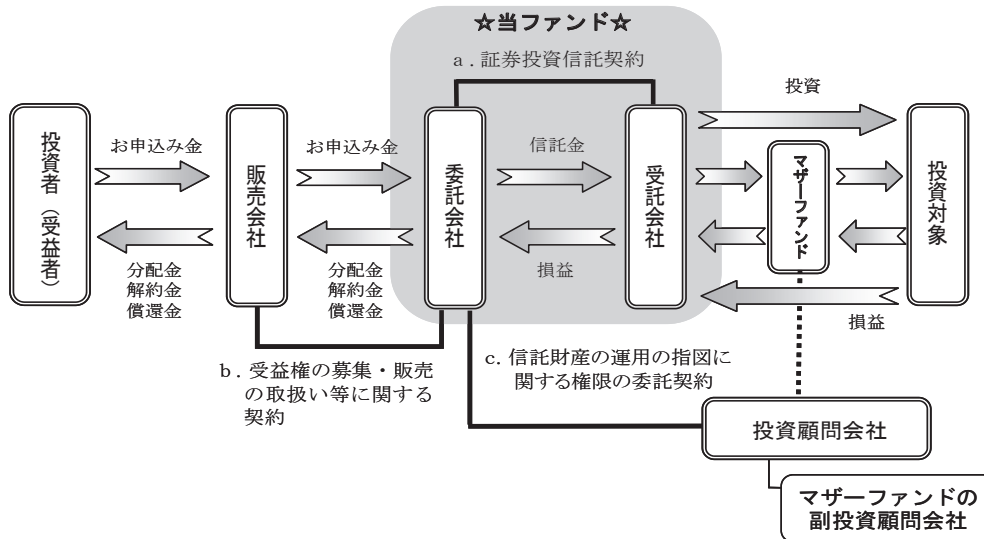 ☆当ファンド☆
a．証券投資信託契約
投資者（受益者）
お申込み金
分配金
解約金
償還金
販売会社
お申込み金
分配金
解約金
償還金
委託会社
信託金
損益
受託会社
投資
マザーファンド
投資対象
損益
b．受益権の募集・販売
の取扱い等に関する
契約
c．信託財産の運用の指図に
関する権限の委託契約
投資顧問会社
マザーファンドの
副投資顧問会社